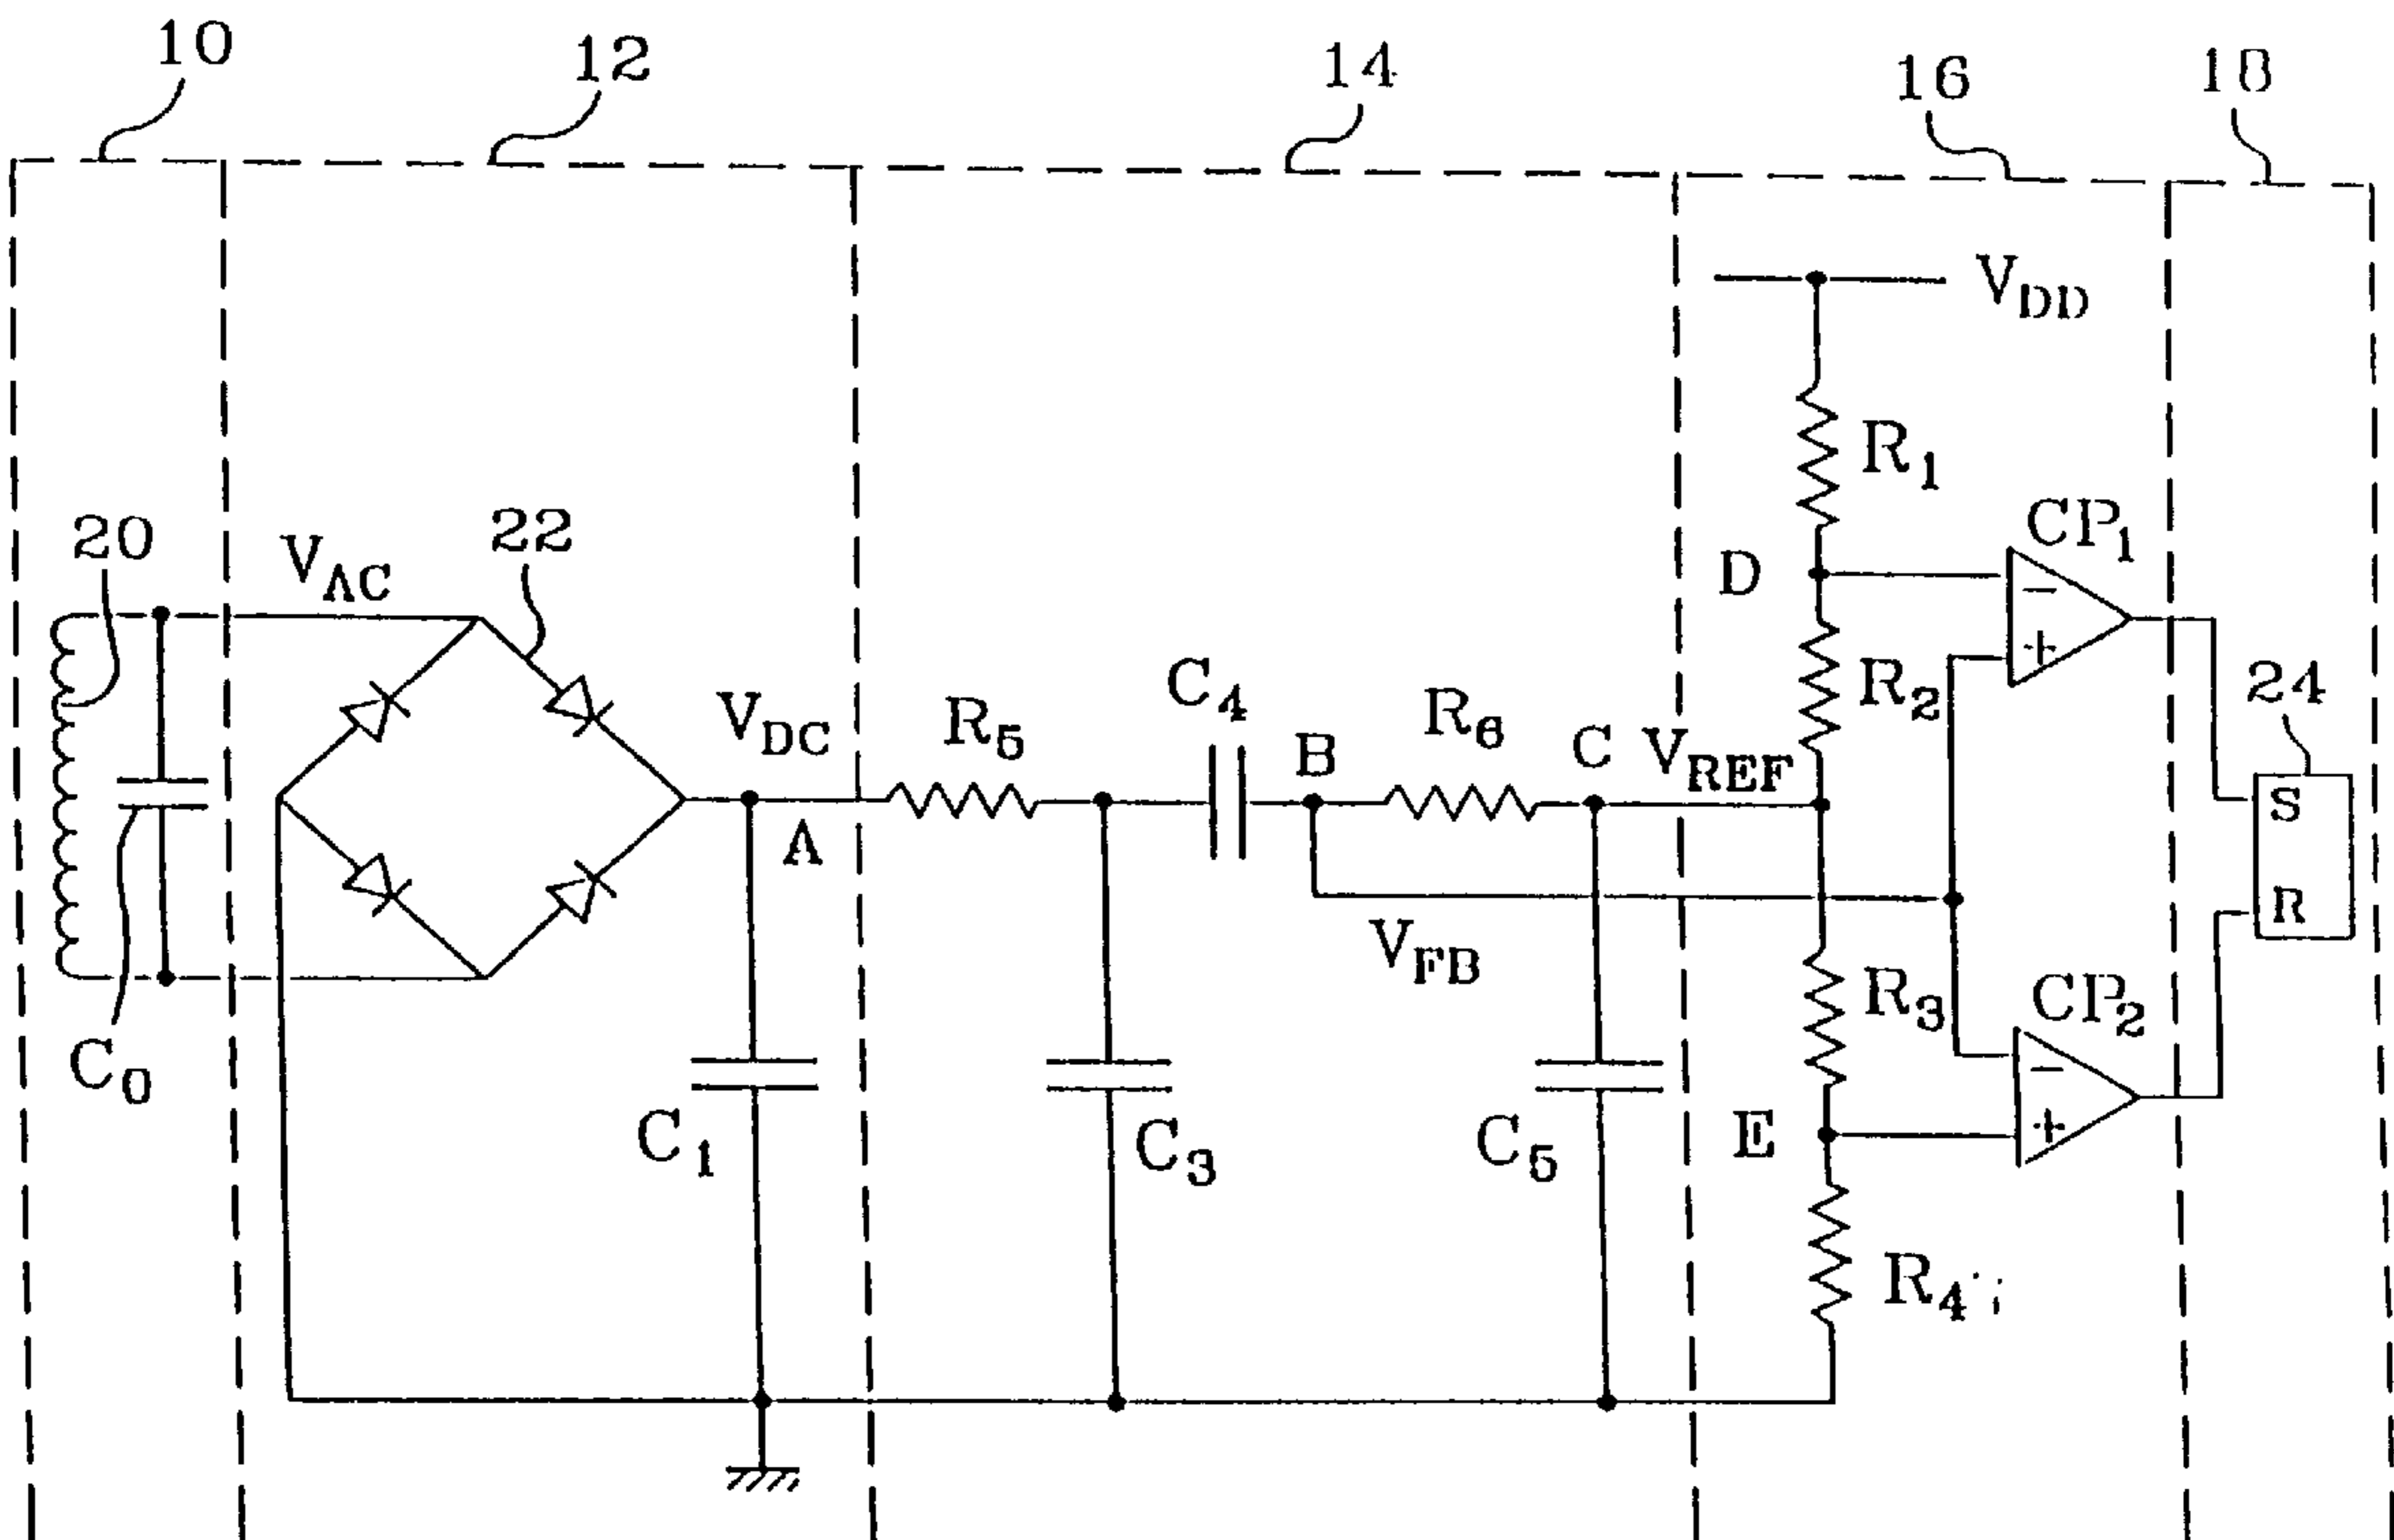 10
12
14
16
18
V_DD
R_1
20
V_AC
22
D
CP_1
C_4
R_2
24
V_DC
R_5
B
R_6
C
V_REF
S
A
R
V_FB
R_3
CP_2
C_0
C_1
C_3
C_5
E
R_4